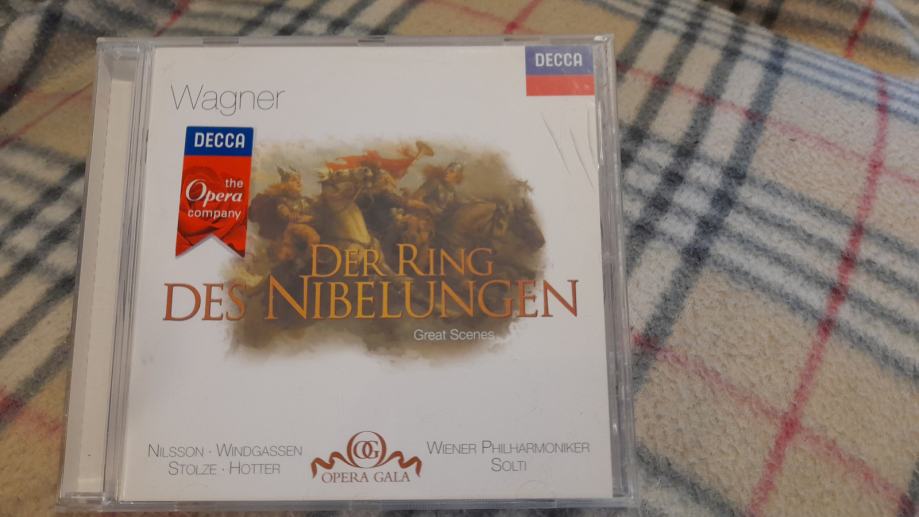 DECCA
Wagner
DECCA
the
Opera
company
DER RING
DES NIBELUNGEN
Great Scenes
NILSSON · WINDGASSEN
STOLZE · HOTTER
OG
OPERA GALA
WIENER PHILHARMONIKER
SOLTI